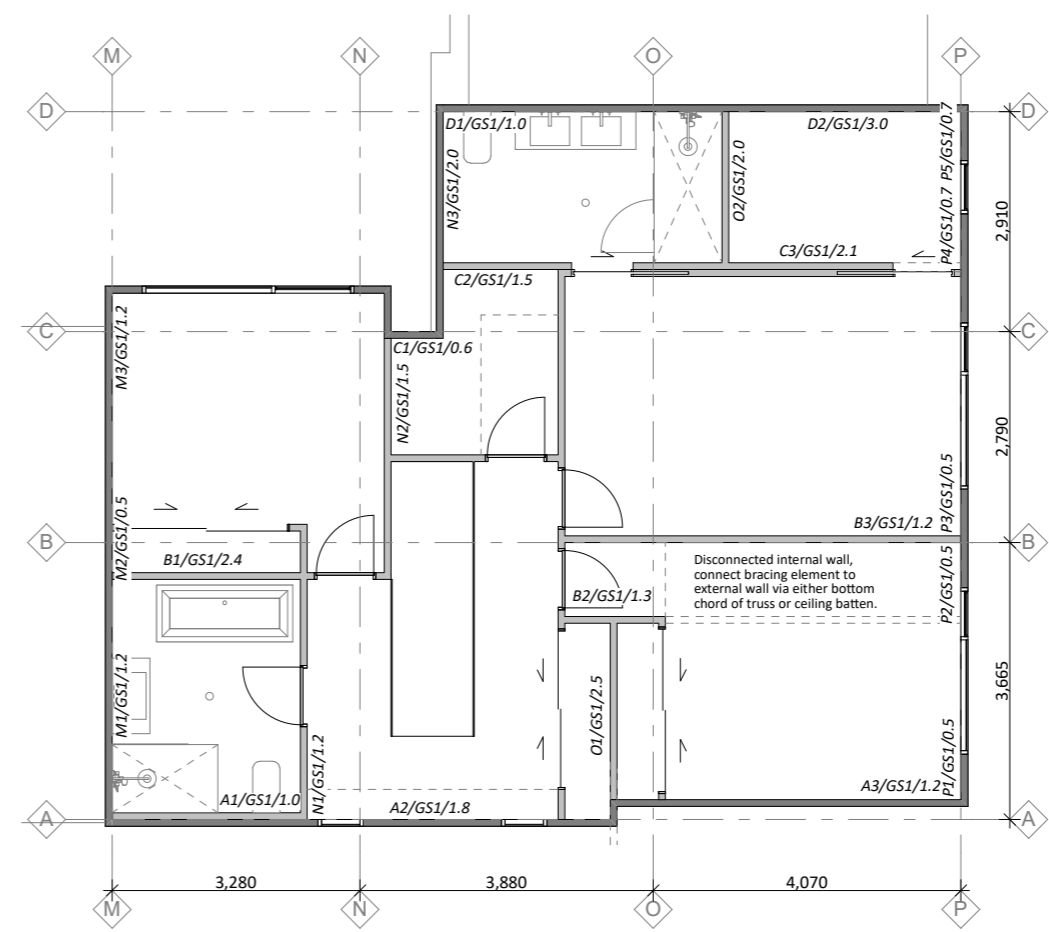 M N O P
D D
D1/GS1/1.0
D2/GS1/3.0
N3/GS1/2.0
O2/GS1/2.0
P4/GS1/0.7 P5/GS1/0.7
2,910
C3/GS1/2.1
C2/GS1/1.5
M3/GS1/1.2
C C
C1/GS1/0.6
N2/GS1/1.5
2,790
M2/GS1/0.5
P3/GS1/0.5
B3/GS1/1.2
B B
B1/GS1/2.4
Disconnected internal wall,
connect bracing element to
external wall via either bottom
chord of truss or ceiling batten.
B2/GS1/1.3
P2/GS1/0.5
M1/GS1/1.2
3,665
O1/GS1/2.5
N1/GS1/1.2
P1/GS1/0.5
A3/GS1/1.2
A1/GS1/1.0
A2/GS1/1.8
A A
3,280 3,880 4,070
M N O P